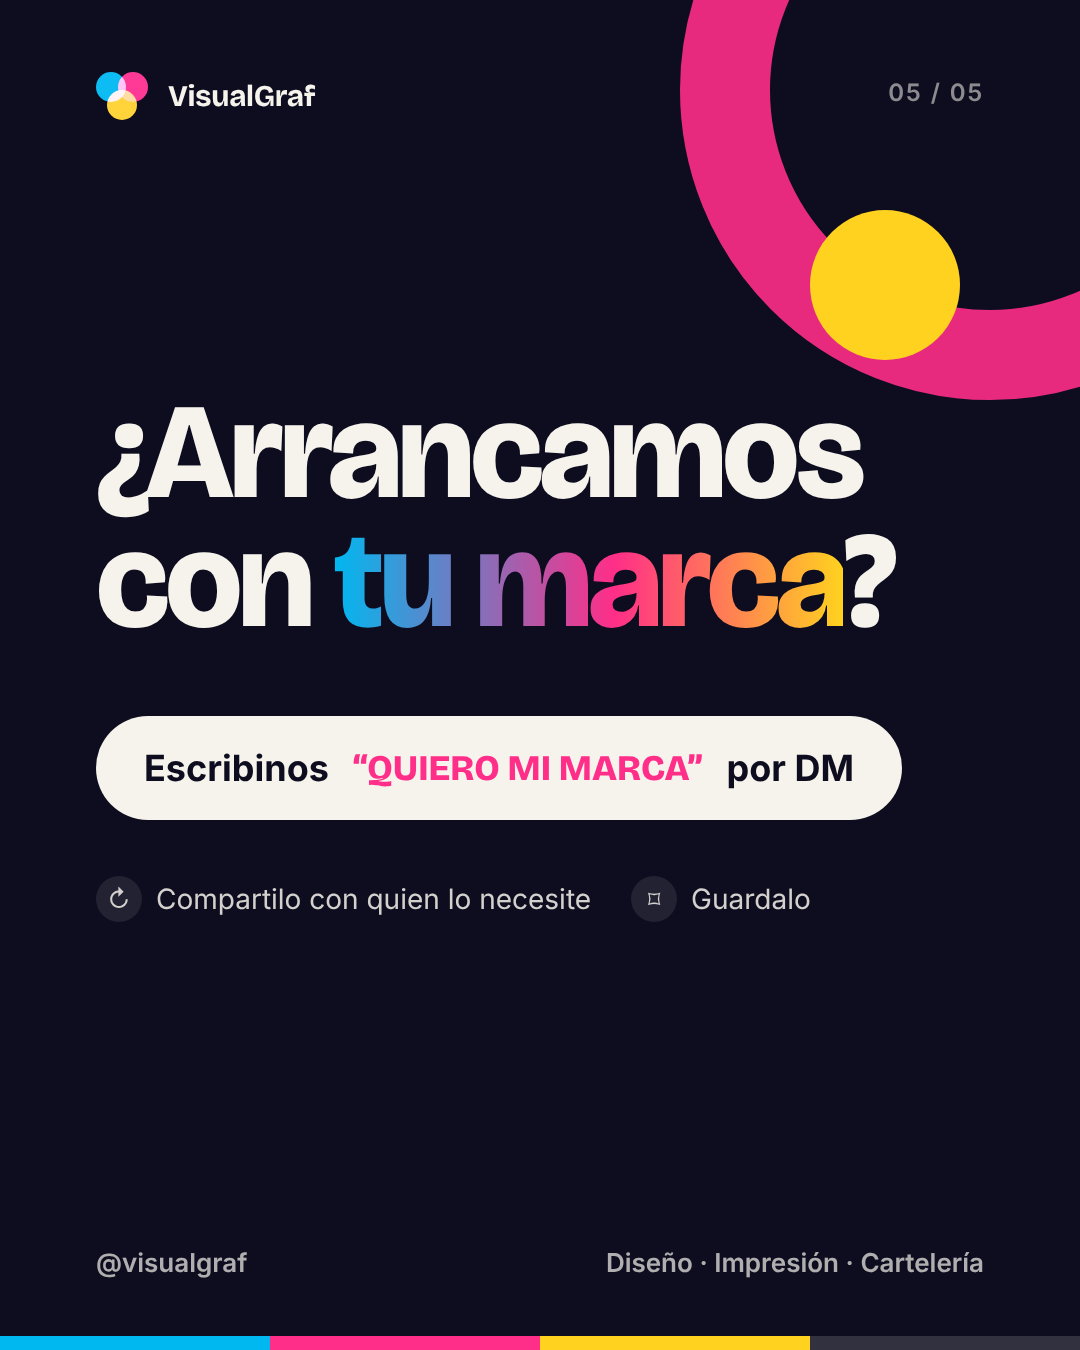 VisualGraf
05 / 05
¿Arrancamos
con tu marca?
Escribinos “QUIERO MI MARCA” por DM
Compartilo con quien lo necesite Guardalo
@visualgraf
Diseño · Impresión · Cartelería